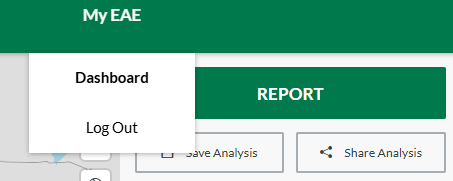 My EAE
Dashboard
REPORT
Log Out
Save Analysis
Share Analysis